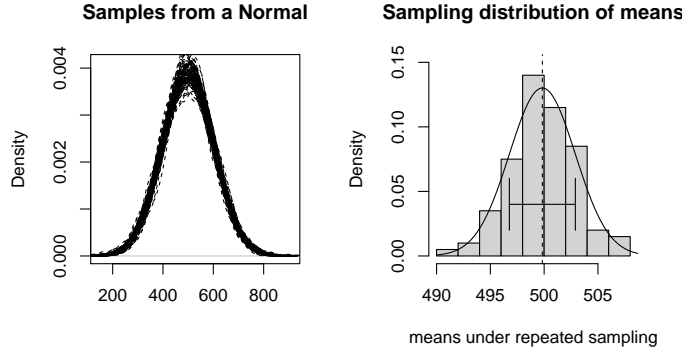 Samples from a Normal
Density
0.000
0.002
0.004
200 400 600 800
Sampling distribution of means
Density
0.00
0.05
0.10
0.15
490 495 500 505
means under repeated sampling